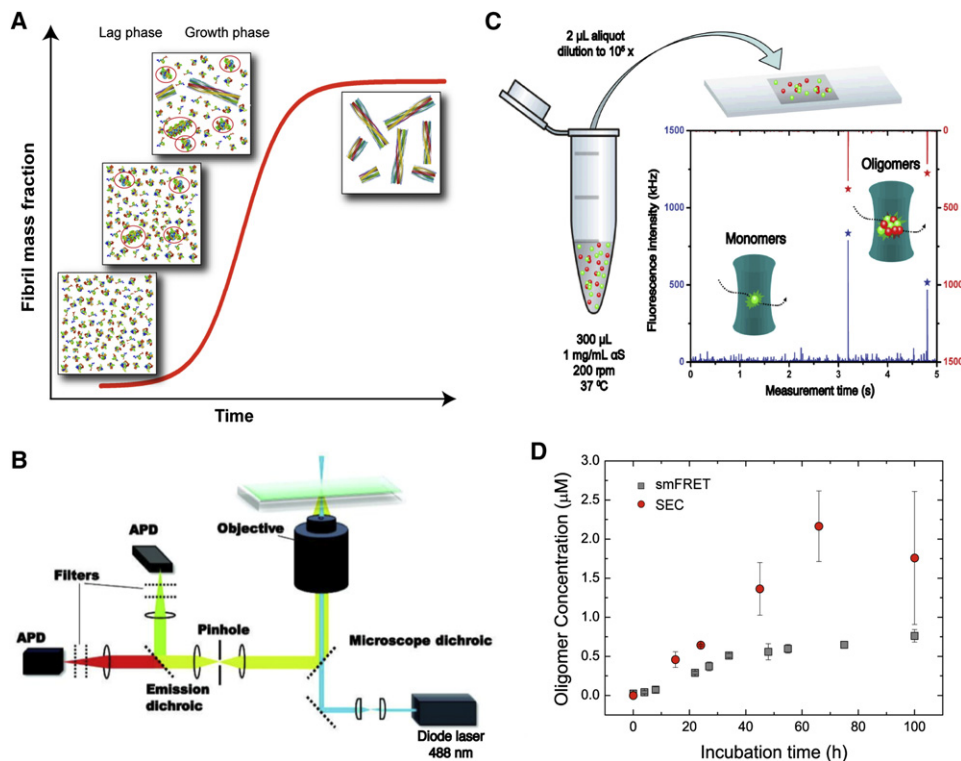 A
Lag phase
Growth phase
Fibril mass fraction
Time
B
APD
Filters
APD
Objective
Pinhole
Microscope dichroic
Emission
dichroic
Diode laser
488 nm
C
2 μL aliquot
dilution to 10⁶ x
300 μL
1 mg/mL αS
200 rpm
37 ºC
Fluorescence intensity (kHz)
1500
1000
500
0
0
500
1000
1500
Monomers
Oligomers
0.0
1
2
3
4
5
Measurement time (s)
D
Oligomer Concentration (μM)
3.0
2.5
2.0
1.5
1.0
0.5
0.0
smFRET
SEC
0
20
40
60
80
100
Incubation time (h)